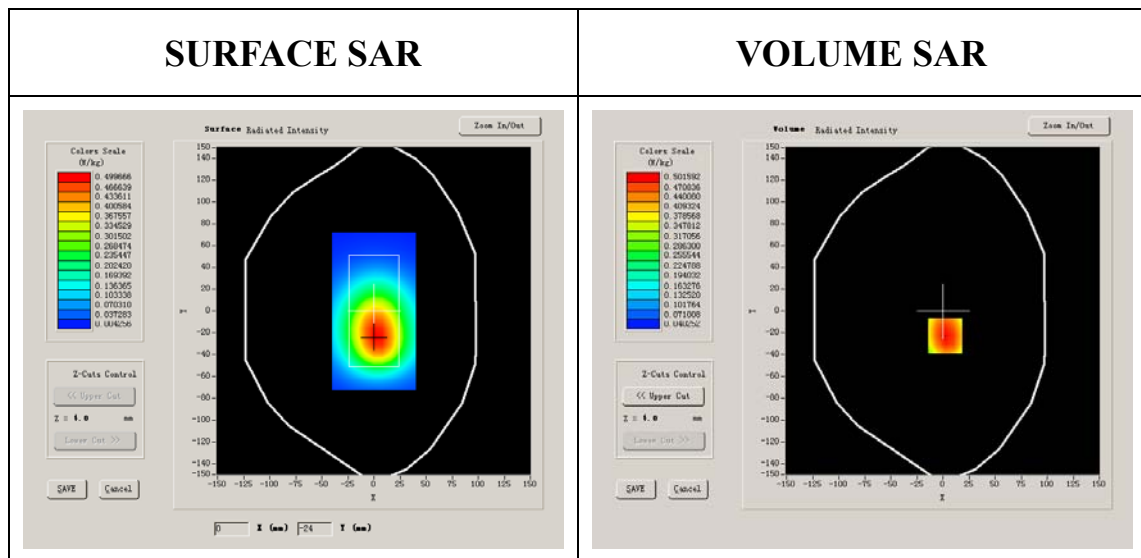 SURFACE SAR
VOLUME SAR
Surface Radiated Intensity
Zoom In/Out
Colors Scale
(W/kg)
0.499666
0.466639
0.433611
0.400584
0.367557
0.334529
0.301502
0.268474
0.235447
0.202420
0.169392
0.136365
0.103338
0.070310
0.037283
0.004256
150
140
120
100
80
60
40
20
0
-20
-40
-60
-80
-100
-120
-140
-150
Y
-150 -125 -100 -75 -50 -25 0 25 50 75 100 125 150
X
Z-Cuts Control
<< Upper Cut
Z = 4.0 mm
Lower Cut >>
SAVE
Cancel
0 X (mm) -24 Y (mm)
Volume Radiated Intensity
Zoom In/Out
Colors Scale
(W/kg)
0.501592
0.470836
0.440080
0.409324
0.378568
0.347812
0.317056
0.286300
0.255544
0.224788
0.194032
0.163276
0.132520
0.101764
0.071008
0.040252
150
140
120
100
80
60
40
20
0
-20
-40
-60
-80
-100
-120
-140
-150
Y
-150 -125 -100 -75 -50 -25 0 25 50 75 100 125 150
X
Z-Cuts Control
<< Upper Cut
Z = 4.0 mm
Lower Cut >>
SAVE
Cancel